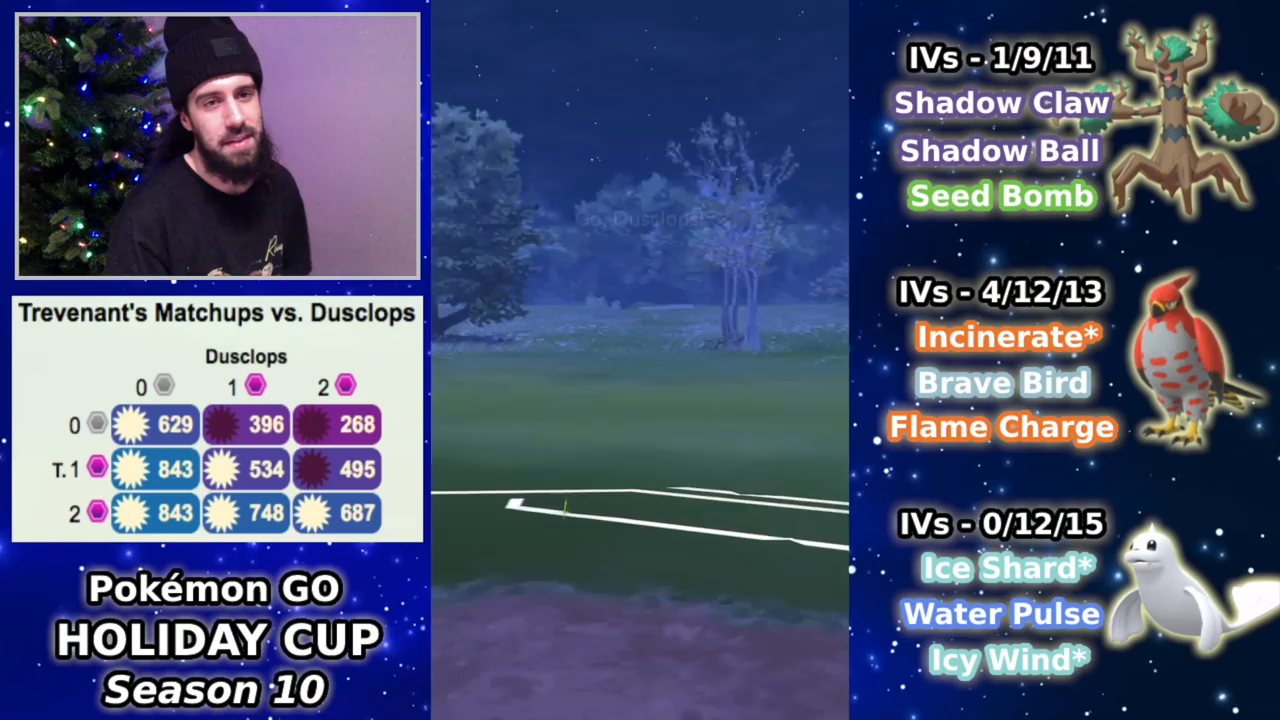 Trevenant's Matchups vs. Dusclops
Dusclops
0 1 2
0 629 396 268
T. 1 843 534 495
2 843 748 687
Pokémon GO
HOLIDAY CUP
Season 10
Go, Dusclops!
IVs - 1/9/11
Shadow Claw
Shadow Ball
Seed Bomb
IVs - 4/12/13
Incinerate*
Brave Bird
Flame Charge
IVs - 0/12/15
Ice Shard*
Water Pulse
Icy Wind*